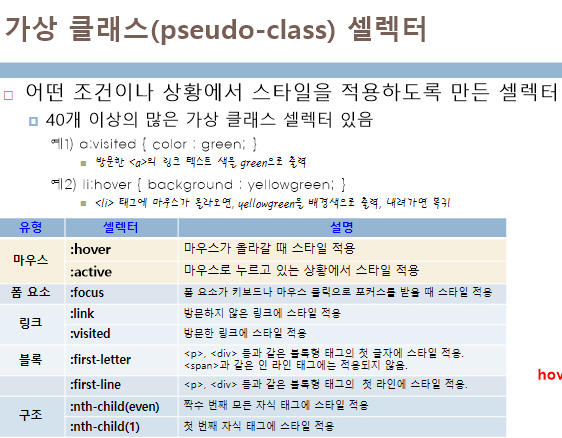 가상 클래스(pseudo-class) 셀렉터
어떤 조건이나 상황에서 스타일을 적용하도록 만든 셀렉터
40개 이상의 많은 가상 클래스 셀렉터 있음
예1) a:visited { color : green; }
방문한 <a>의 링크 텍스트 색을 green으로 출력
예2) li:hover { background : yellowgreen; }
<li> 태그에 마우스가 올라오면, yellowgreen을 배경색으로 출력, 내려가면 복귀
유형 셀렉터 설명
마우스 :hover 마우스가 올라갈 때 스타일 적용
:active 마우스로 누르고 있는 상황에서 스타일 적용
폼 요소 :focus 폼 요소가 키보드나 마우스 클릭으로 포커스를 받을 때 스타일 적용
링크 :link 방문하지 않은 링크에 스타일 적용
:visited 방문한 링크에 스타일 적용
블록 :first-letter <p>, <div> 등과 같은 블록형 태그의 첫 글자에 스타일 적용.
<span>과 같은 인 라인 태그에는 적용되지 않음.
:first-line <p>, <div> 등과 같은 블록형 태그의 첫 라인에 스타일 적용.
구조 :nth-child(even) 짝수 번째 모든 자식 태그에 스타일 적용
:nth-child(1) 첫 번째 자식 태그에 스타일 적용